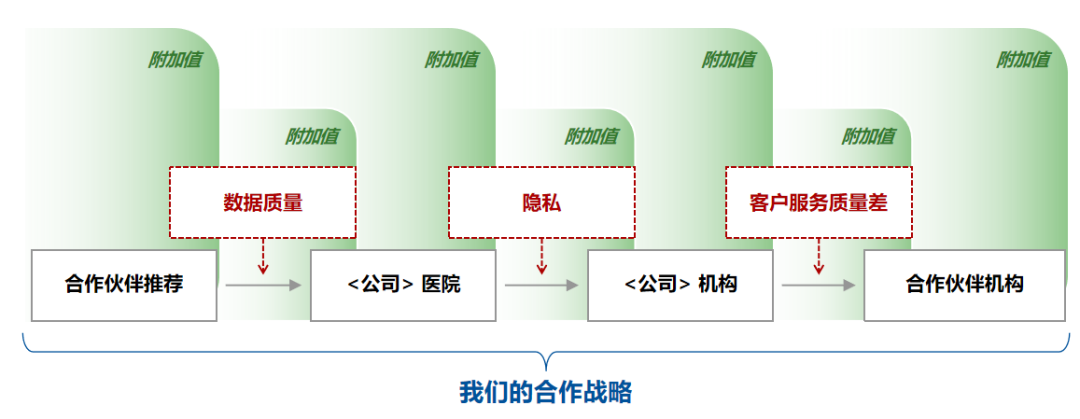 附加值
附加值
附加值
附加值
附加值
附加值
附加值
数据质量
隐私
客户服务质量差
合作伙伴推荐
<公司> 医院
<公司> 机构
合作伙伴机构
我们的合作战略